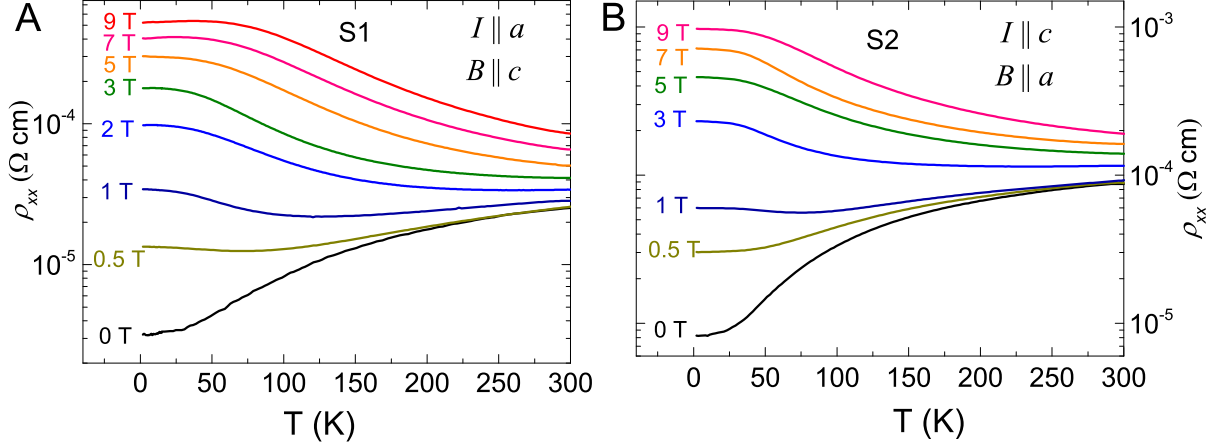 A
S1
I || a
B || c
9 T
7 T
5 T
3 T
2 T
1 T
0.5 T
0 T
10⁻⁴
10⁻⁵
ρxx (Ω cm)
0 50 100 150 200 250 300
T (K)
B
S2
I || c
B || a
9 T
7 T
5 T
3 T
1 T
0.5 T
0 T
10⁻³
10⁻⁴
10⁻⁵
ρxx (Ω cm)
0 50 100 150 200 250 300
T (K)